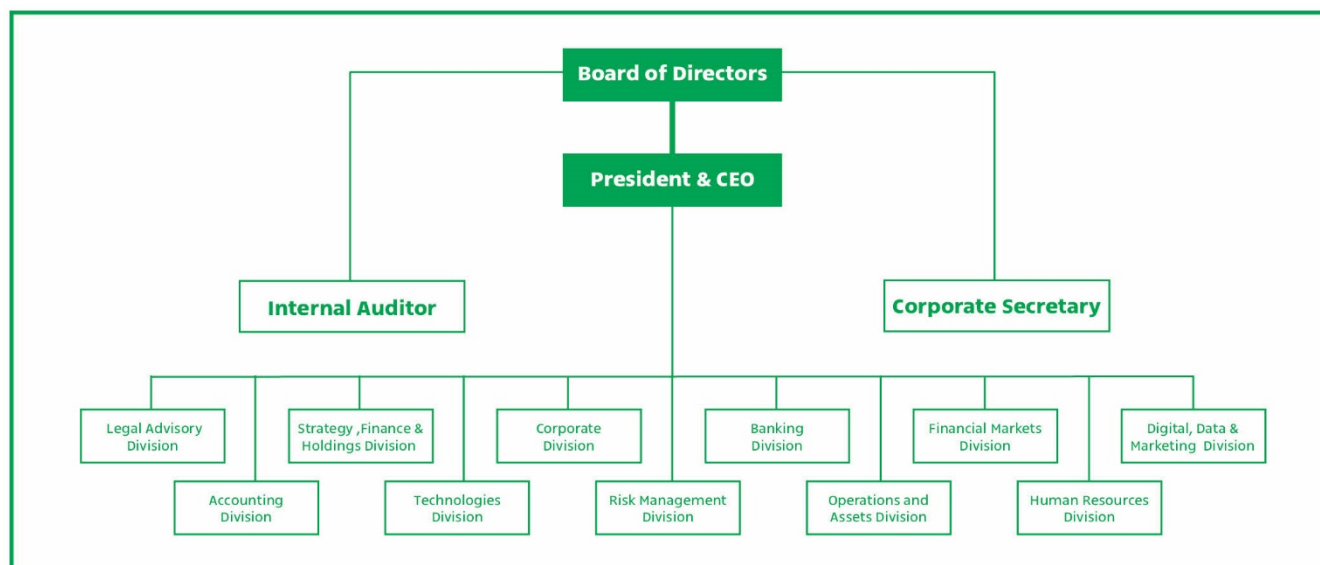 Board of Directors
President & CEO
Internal Auditor
Corporate Secretary
Legal Advisory
Division
Strategy ,Finance &
Holdings Division
Corporate
Division
Banking
Division
Financial Markets
Division
Digital, Data &
Marketing  Division
Accounting
Division
Technologies
Division
Risk Management
Division
Operations and
Assets Division
Human Resources
Division